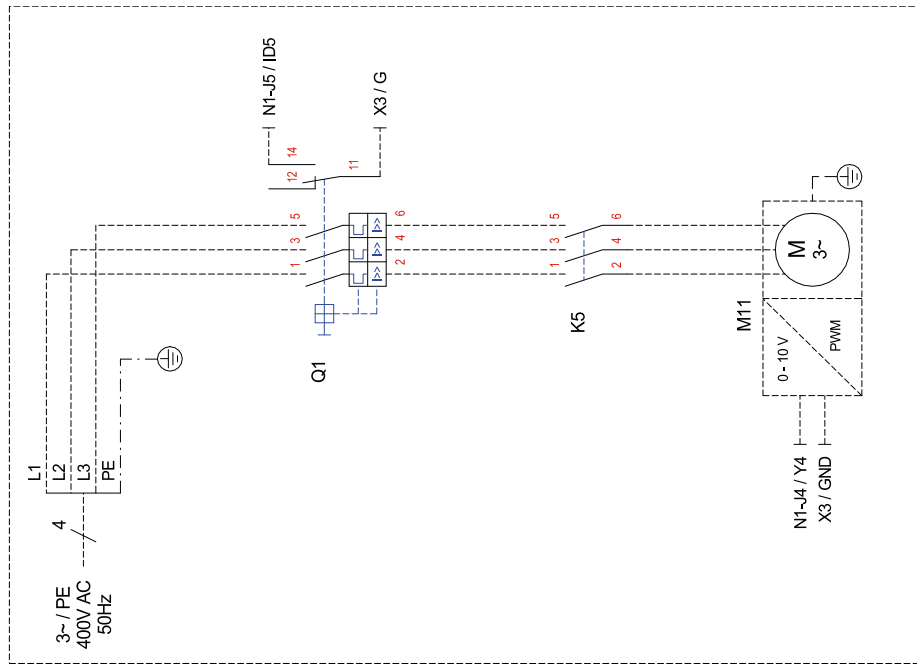 3~ / PE
400V AC
50Hz
4
L1
L2
L3
PE
N1-J5 / ID5
X3 / G
14
12
11
1
3
5
I>>
I>>
I>>
2
4
6
Q1
1
3
5
2
4
6
K5
M11
M
3~
0 - 10 V
PWM
N1-J4 / Y4
X3 / GND